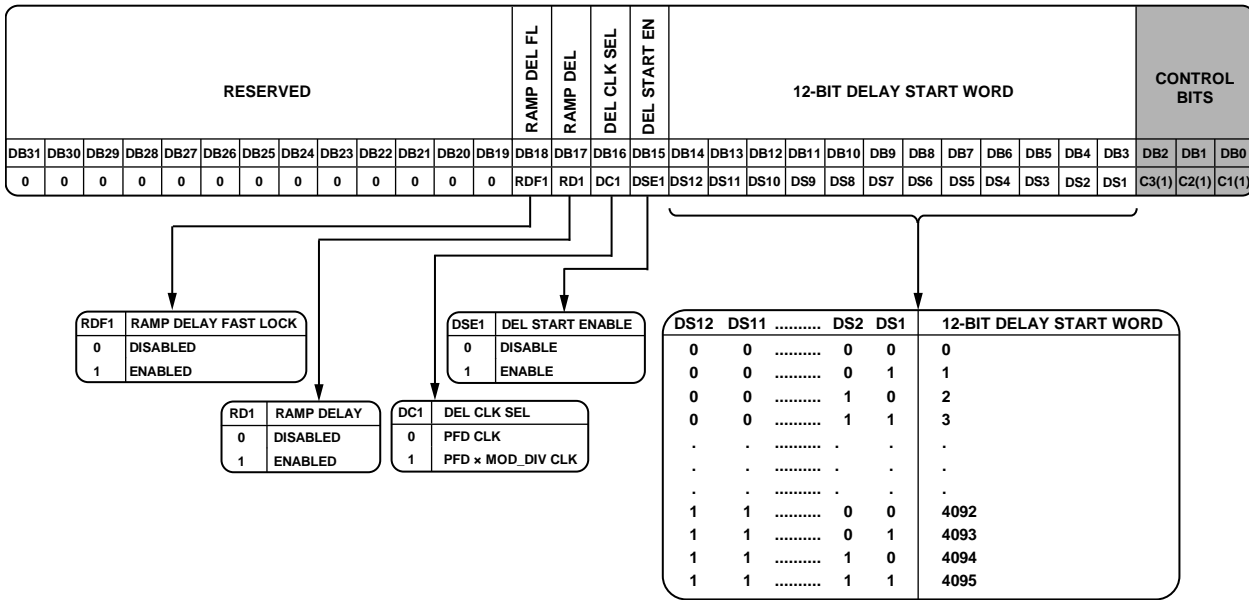 RESERVED
RAMP DEL FL
RAMP DEL
DEL CLK SEL
DEL START EN
12-BIT DELAY START WORD
CONTROL
BITS
DB31 DB30 DB29 DB28 DB27 DB26 DB25 DB24 DB23 DB22 DB21 DB20 DB19 DB18 DB17 DB16 DB15 DB14 DB13 DB12 DB11 DB10 DB9 DB8 DB7 DB6 DB5 DB4 DB3 DB2 DB1 DB0
0 0 0 0 0 0 0 0 0 0 0 0 0 RDF1 RD1 DC1 DSE1 DS12 DS11 DS10 DS9 DS8 DS7 DS6 DS5 DS4 DS3 DS2 DS1 C3(1) C2(1) C1(1)
RDF1 RAMP DELAY FAST LOCK
0 DISABLED
1 ENABLED
DSE1 DEL START ENABLE
0 DISABLE
1 ENABLE
RD1 RAMP DELAY
0 DISABLED
1 ENABLED
DC1 DEL CLK SEL
0 PFD CLK
1 PFD × MOD_DIV CLK
DS12 DS11 .......... DS2 DS1 12-BIT DELAY START WORD
0 0 .......... 0 0 0
0 0 .......... 0 1 1
0 0 .......... 1 0 2
0 0 .......... 1 1 3
. . .......... . . .
. . .......... . . .
. . .......... . . .
1 1 .......... 0 0 4092
1 1 .......... 0 1 4093
1 1 .......... 1 0 4094
1 1 .......... 1 1 4095